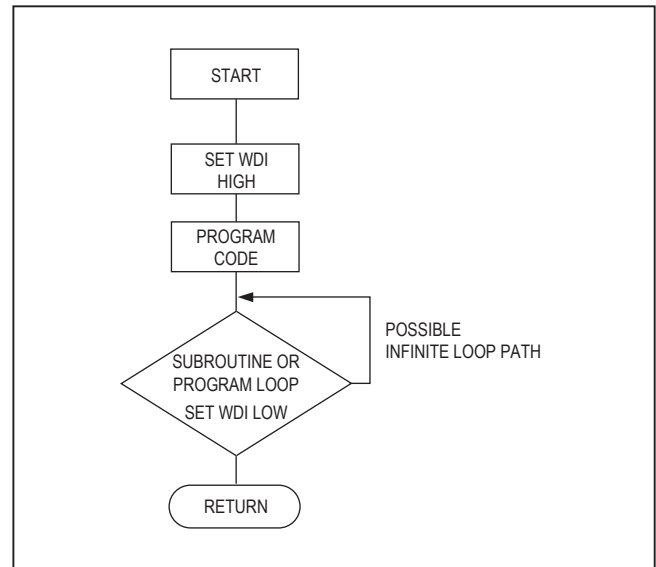 START
SET WDI
HIGH
PROGRAM
CODE
POSSIBLE
INFINITE LOOP PATH
SUBROUTINE OR
PROGRAM LOOP
SET WDI LOW
RETURN